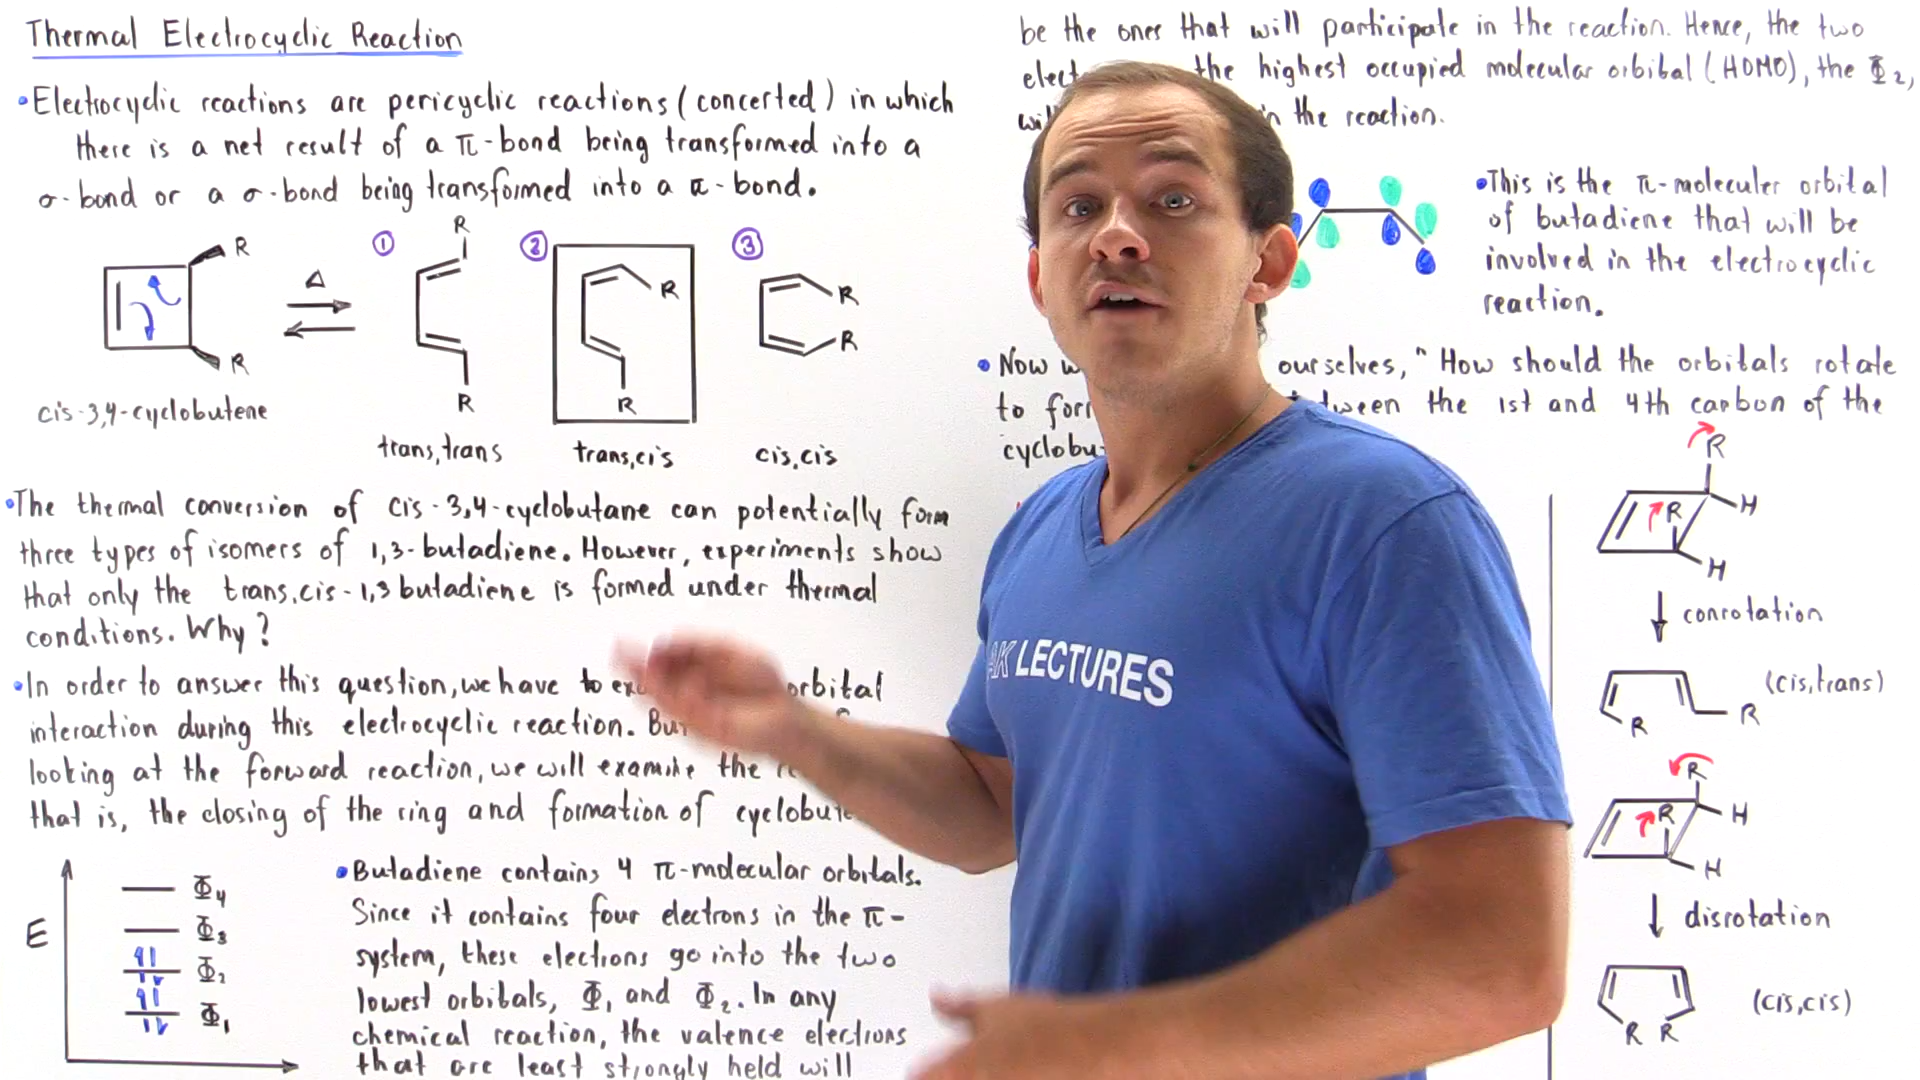 Thermal Electrocyclic Reaction
•Electrocyclic reactions are pericyclic reactions (concerted) in which
there is a net result of a π-bond being transformed into a
σ-bond or a σ-bond being transformed into a π-bond.
R
R
cis-3,4-cyclobutene
Δ
1
R
R
trans,trans
2
R
R
trans,cis
3
R
R
cis,cis
•The thermal conversion of cis-3,4-cyclobutane can potentially form
three types of isomers of 1,3-butadiene. However, experiments show
that only the trans,cis-1,3 butadiene is formed under thermal
conditions. Why?
•In order to answer this question, we have to orbital
interaction during this electrocyclic reaction.
looking at the forward reaction, we will examine the
that is, the closing of the ring and formation of
E
Φ4
Φ3
Φ2
Φ1
•Butadiene contains 4 π-molecular orbitals.
Since it contains four electrons in the π-
system, these electrons go into the two
lowest orbitals, Φ1 and Φ2. In any
chemical reaction, the valence electrons
that are least strongly held will
be the ones that will participate in the reaction. Hence, the two
the highest occupied molecular orbibal (HOMO), the Φ2,
in the reaction.
•This is the π-moleculer orbital
of butadiene that will be
involved in the electrocyclic
reaction.
•Now ourselves, "How should the orbitals rotate
to the 1st and 4th carbon of the
R
R
H
H
conrotation
(cis,trans)
R
R
R
R
H
H
disrotation
(cis,cis)
R R
AK LECTURES